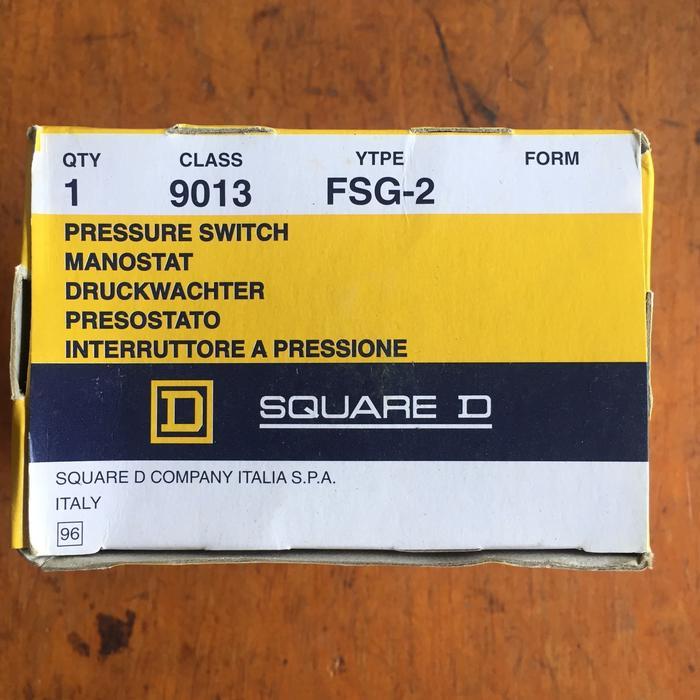 QTY CLASS YTPE FORM
1 9013 FSG-2
PRESSURE SWITCH
MANOSTAT
DRUCKWACHTER
PRESOSTATO
INTERRUTTORE A PRESSIONE
D SQUARE D
SQUARE D COMPANY ITALIA S.P.A.
ITALY
96